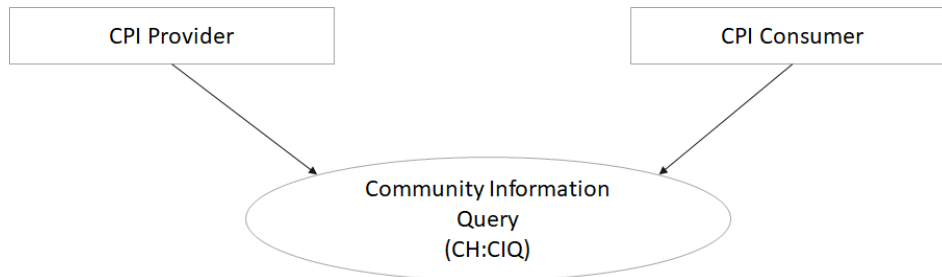 CPI Provider
CPI Consumer
Community Information
Query
(CH:CIQ)